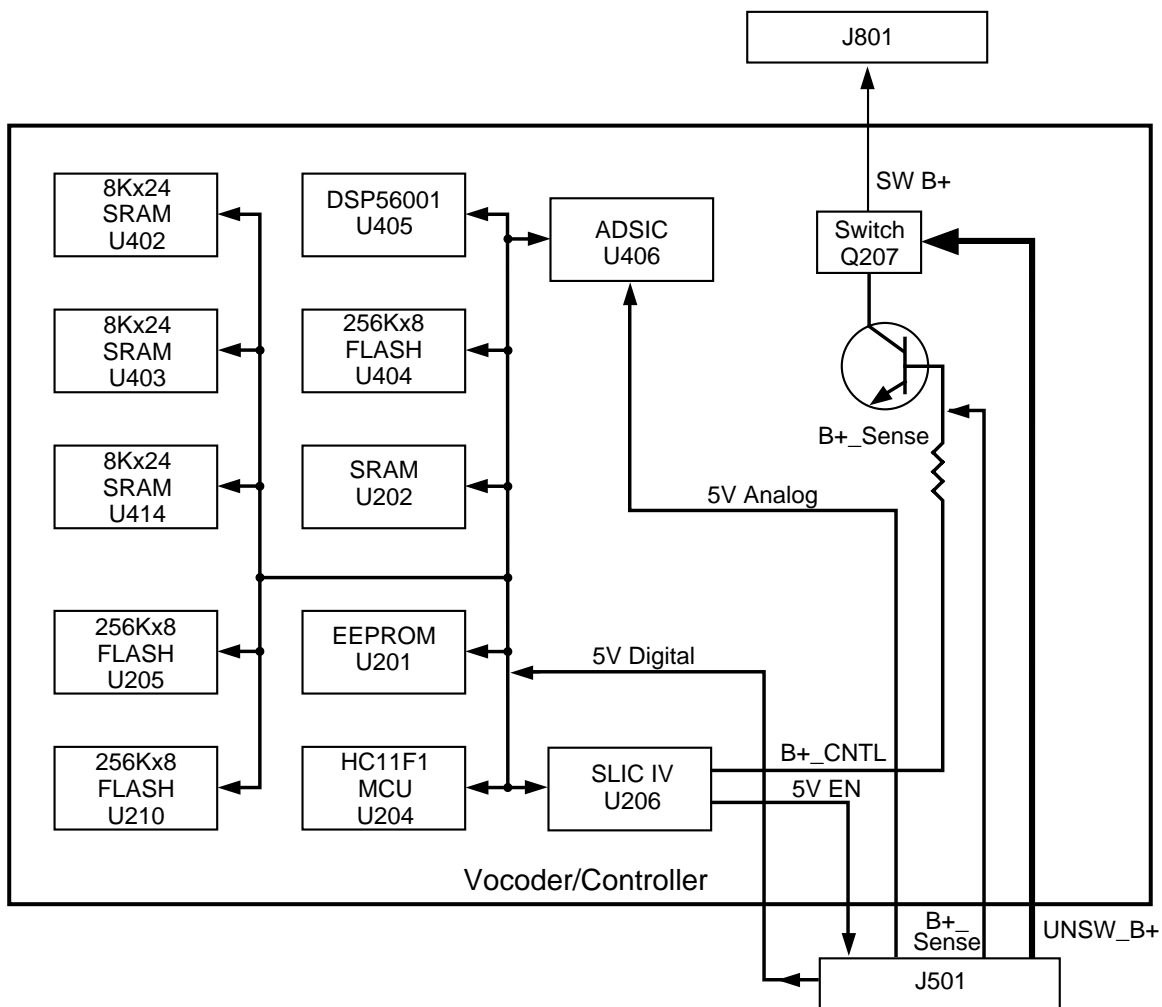 J801
SW B+
8Kx24
SRAM
U402
DSP56001
U405
ADSIC
U406
Switch
Q207
8Kx24
SRAM
U403
256Kx8
FLASH
U404
B+_Sense
8Kx24
SRAM
U414
SRAM
U202
5V Analog
256Kx8
FLASH
U205
EEPROM
U201
5V Digital
256Kx8
FLASH
U210
HC11F1
MCU
U204
SLIC IV
U206
B+_CNTL
5V EN
Vocoder/Controller
B+_
Sense
UNSW_B+
J501